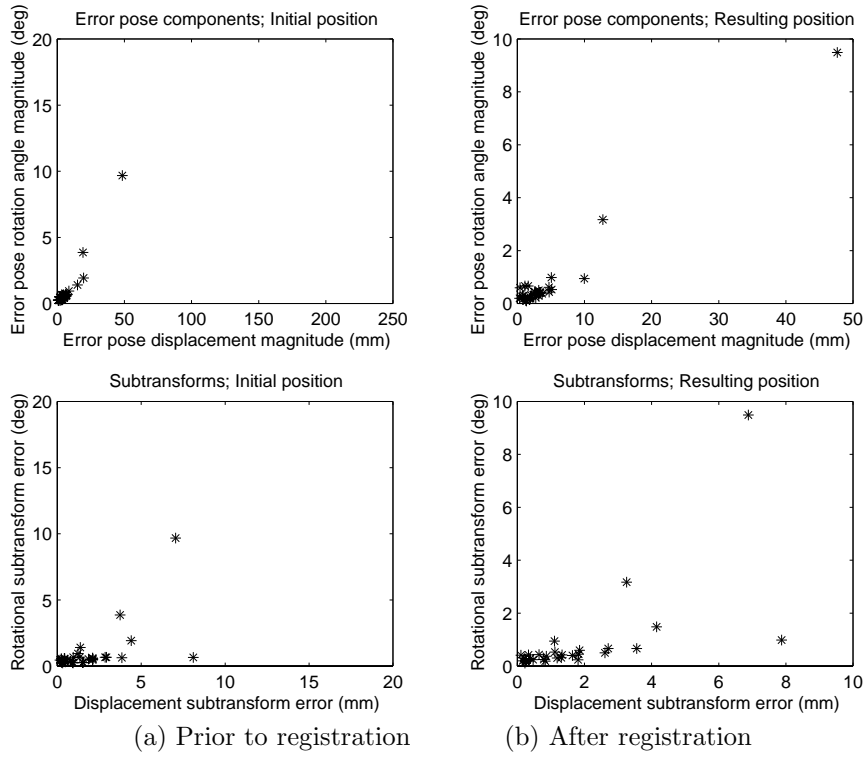 Error pose components; Initial position
20
15
10
5
0
0 50 100 150 200 250
Error pose rotation angle magnitude (deg)
Error pose displacement magnitude (mm)
Error pose components; Resulting position
10
8
6
4
2
0
0 10 20 30 40 50
Error pose rotation angle magnitude (deg)
Error pose displacement magnitude (mm)
Subtransforms; Initial position
20
15
10
5
0
0 5 10 15 20
Rotational subtransform error (deg)
Displacement subtransform error (mm)
Subtransforms; Resulting position
10
8
6
4
2
0
0 2 4 6 8 10
Rotational subtransform error (deg)
Displacement subtransform error (mm)
(a) Prior to registration
(b) After registration